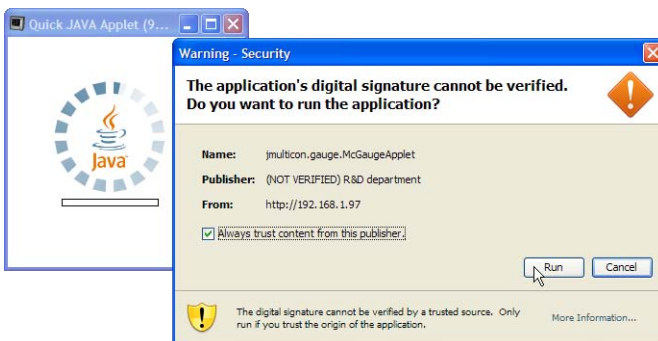 Quick JAVA Applet (9...
Java
Warning - Security
The application's digital signature cannot be verified.
Do you want to run the application?
Name: jmulticon.gauge.McGaugeApplet
Publisher: (NOT VERIFIED) R&D department
From: http://192.168.1.97
Always trust content from this publisher.
Run Cancel
The digital signature cannot be verified by a trusted source. Only
run if you trust the origin of the application.
More Information...